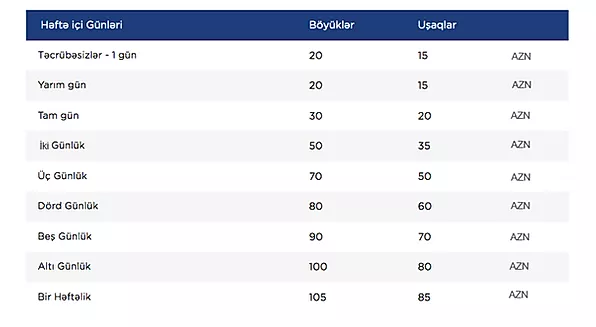 Həftə içi Günləri Böyüklər Uşaqlar
Təcrübəsizlər - 1 gün 20 15 AZN
Yarım gün 20 15 AZN
Tam gün 30 20 AZN
İki Günlük 50 35 AZN
Üç Günlük 70 50 AZN
Dörd Günlük 80 60 AZN
Beş Günlük 90 70 AZN
Altı Günlük 100 80 AZN
Bir Həftəlik 105 85 AZN